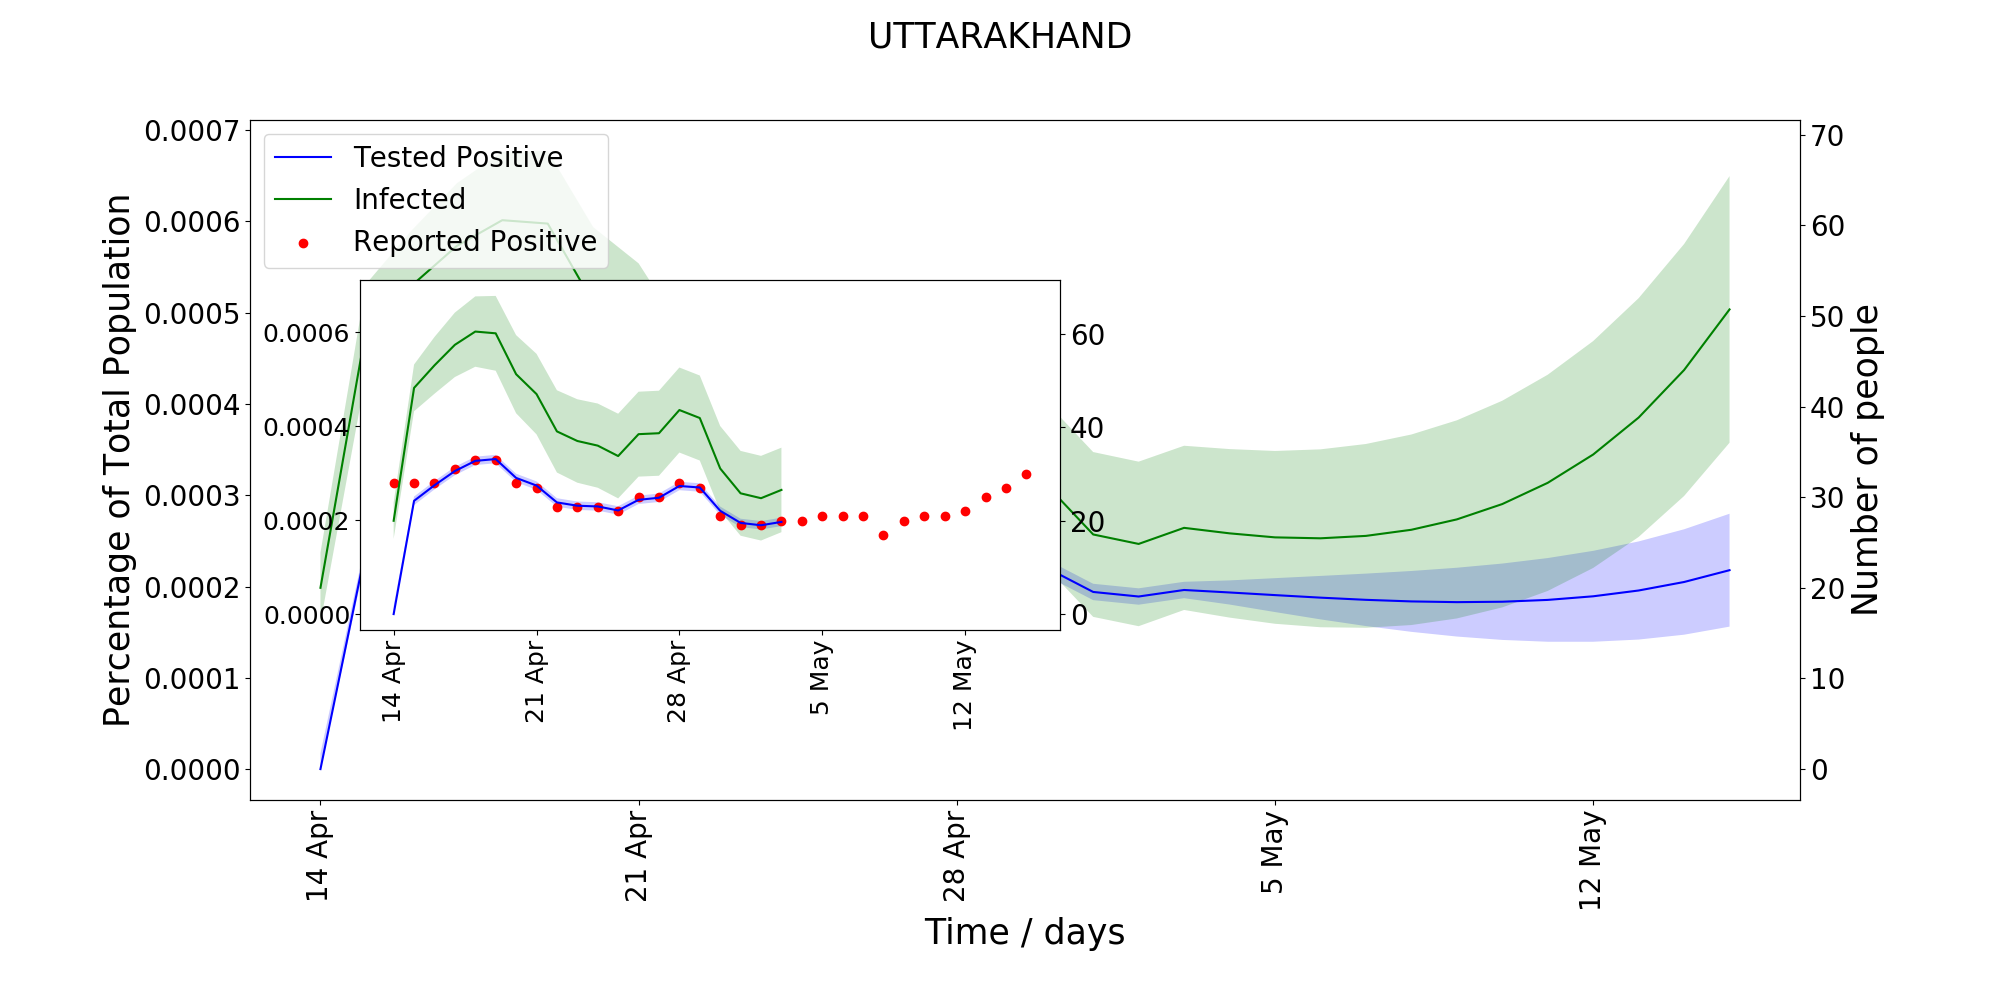 UTTARAKHAND
Tested Positive
Infected
Reported Positive
Percentage of Total Population
0.0007
0.0006
0.0005
0.0004
0.0003
0.0002
0.0001
0.0000
70
60
50
40
30
20
10
0
Number of people
0.0006
0.0004
0.0002
0.0000
60
40
20
0
14 Apr
21 Apr
28 Apr
5 May
12 May
14 Apr
21 Apr
28 Apr
5 May
12 May
Time / days